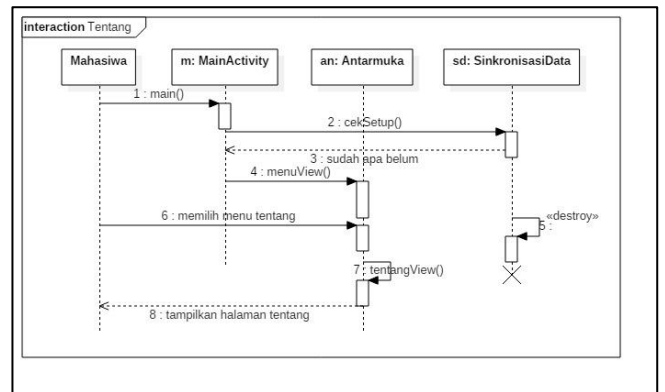 interaction Tentang
Mahasiwa
m: MainActivity
an: Antarmuka
sd: SinkronisasiData
1 : main()
2 : cekSetup()
3 : sudah apa belum
4 : menuView()
6 : memilih menu tentang
«destroy»
5 :
7 : tentangView()
8 : tampilkan halaman tentang